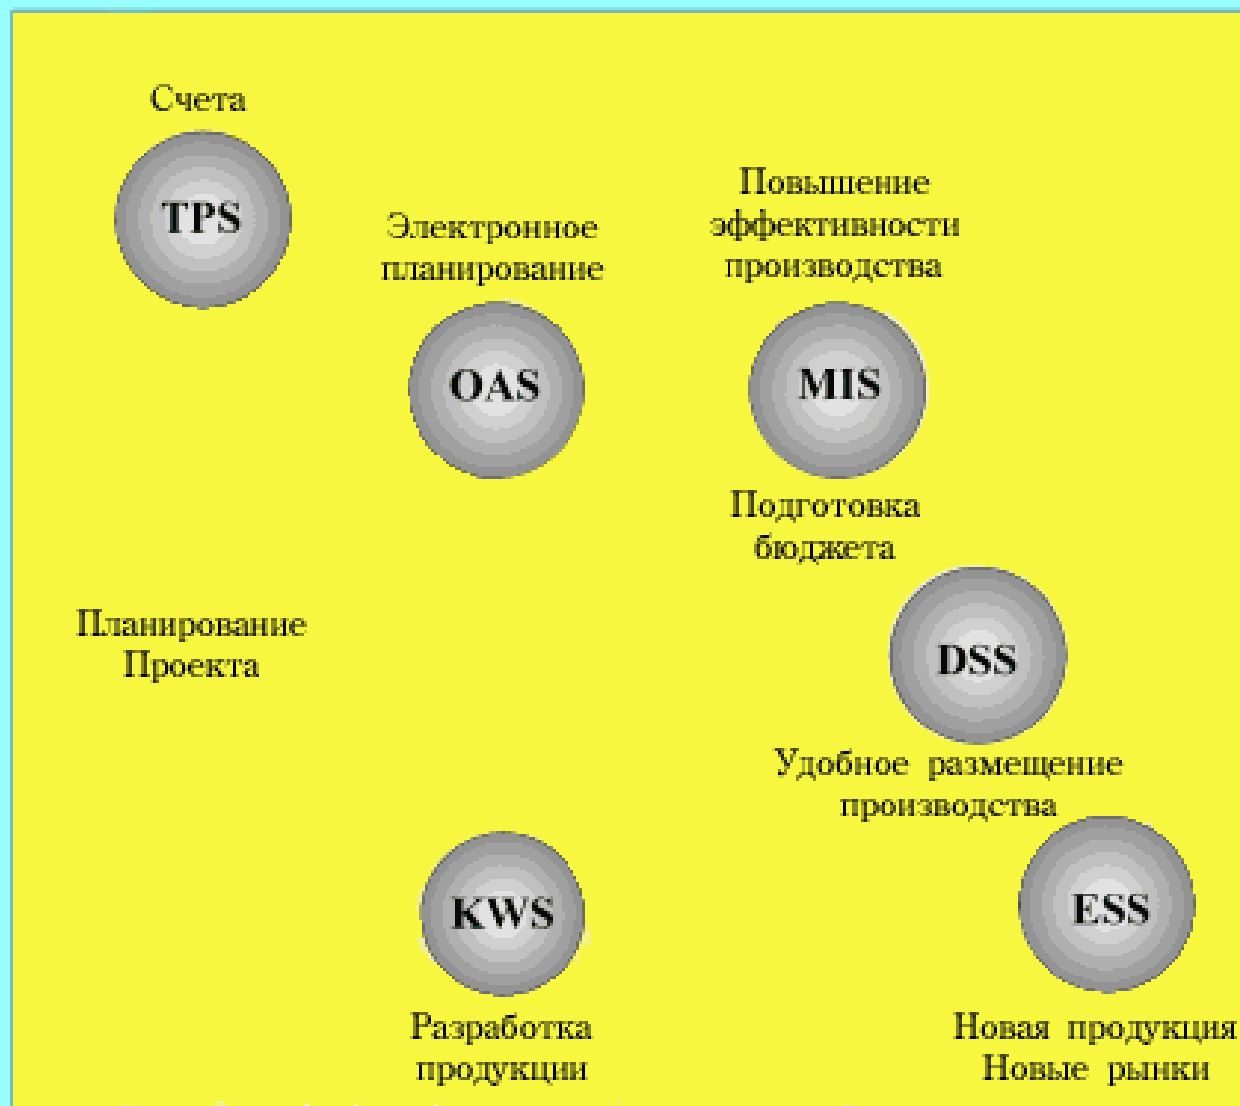 Счета
TPS
Электронное
планирование
OAS
Повышение
эффективности
производства
MIS
Подготовка
бюджета
Планирование
Проекта
DSS
Удобное размещение
производства
KWS
Разработка
продукции
ESS
Новая продукция
Новые рынки